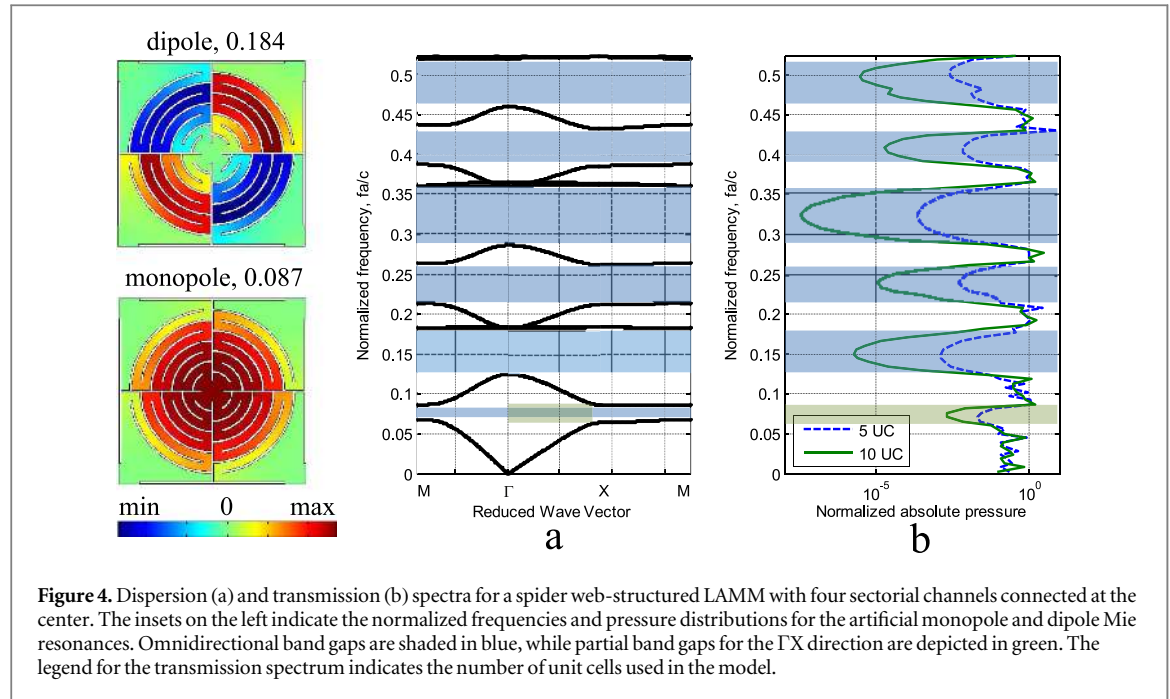 dipole, 0.184
monopole, 0.087
min 0 max
Normalized frequency, fa/c
0.5
0.45
0.4
0.35
0.3
0.25
0.2
0.15
0.1
0.05
0
M Γ X M
Reduced Wave Vector
a
Normalized frequency, fa/c
0.5
0.45
0.4
0.35
0.3
0.25
0.2
0.15
0.1
0.05
0
5 UC
10 UC
10⁻⁵ 10⁰
Normalized absolute pressure
b
Figure 4. Dispersion (a) and transmission (b) spectra for a spider web-structured LAMM with four sectorial channels connected at the
center. The insets on the left indicate the normalized frequencies and pressure distributions for the artificial monopole and dipole Mie
resonances. Omnidirectional band gaps are shaded in blue, while partial band gaps for the ΓX direction are depicted in green. The
legend for the transmission spectrum indicates the number of unit cells used in the model.